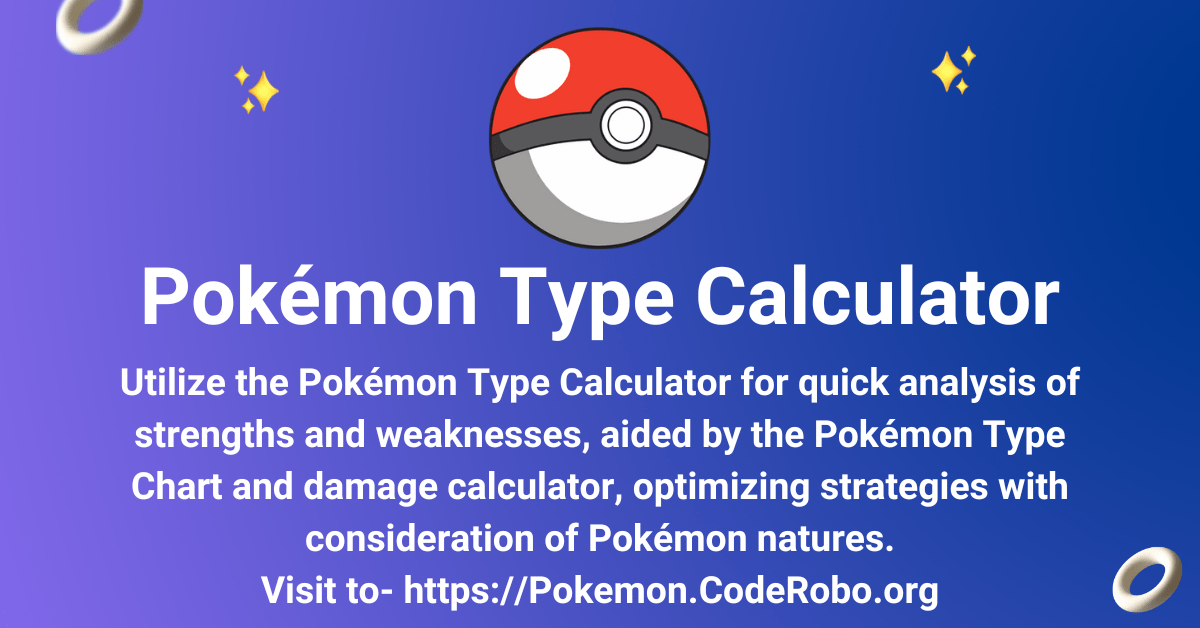 Pokémon Type Calculator
Utilize the Pokémon Type Calculator for quick analysis of
strengths and weaknesses, aided by the Pokémon Type
Chart and damage calculator, optimizing strategies with
consideration of Pokémon natures.
Visit to- https://Pokemon.CodeRobo.org